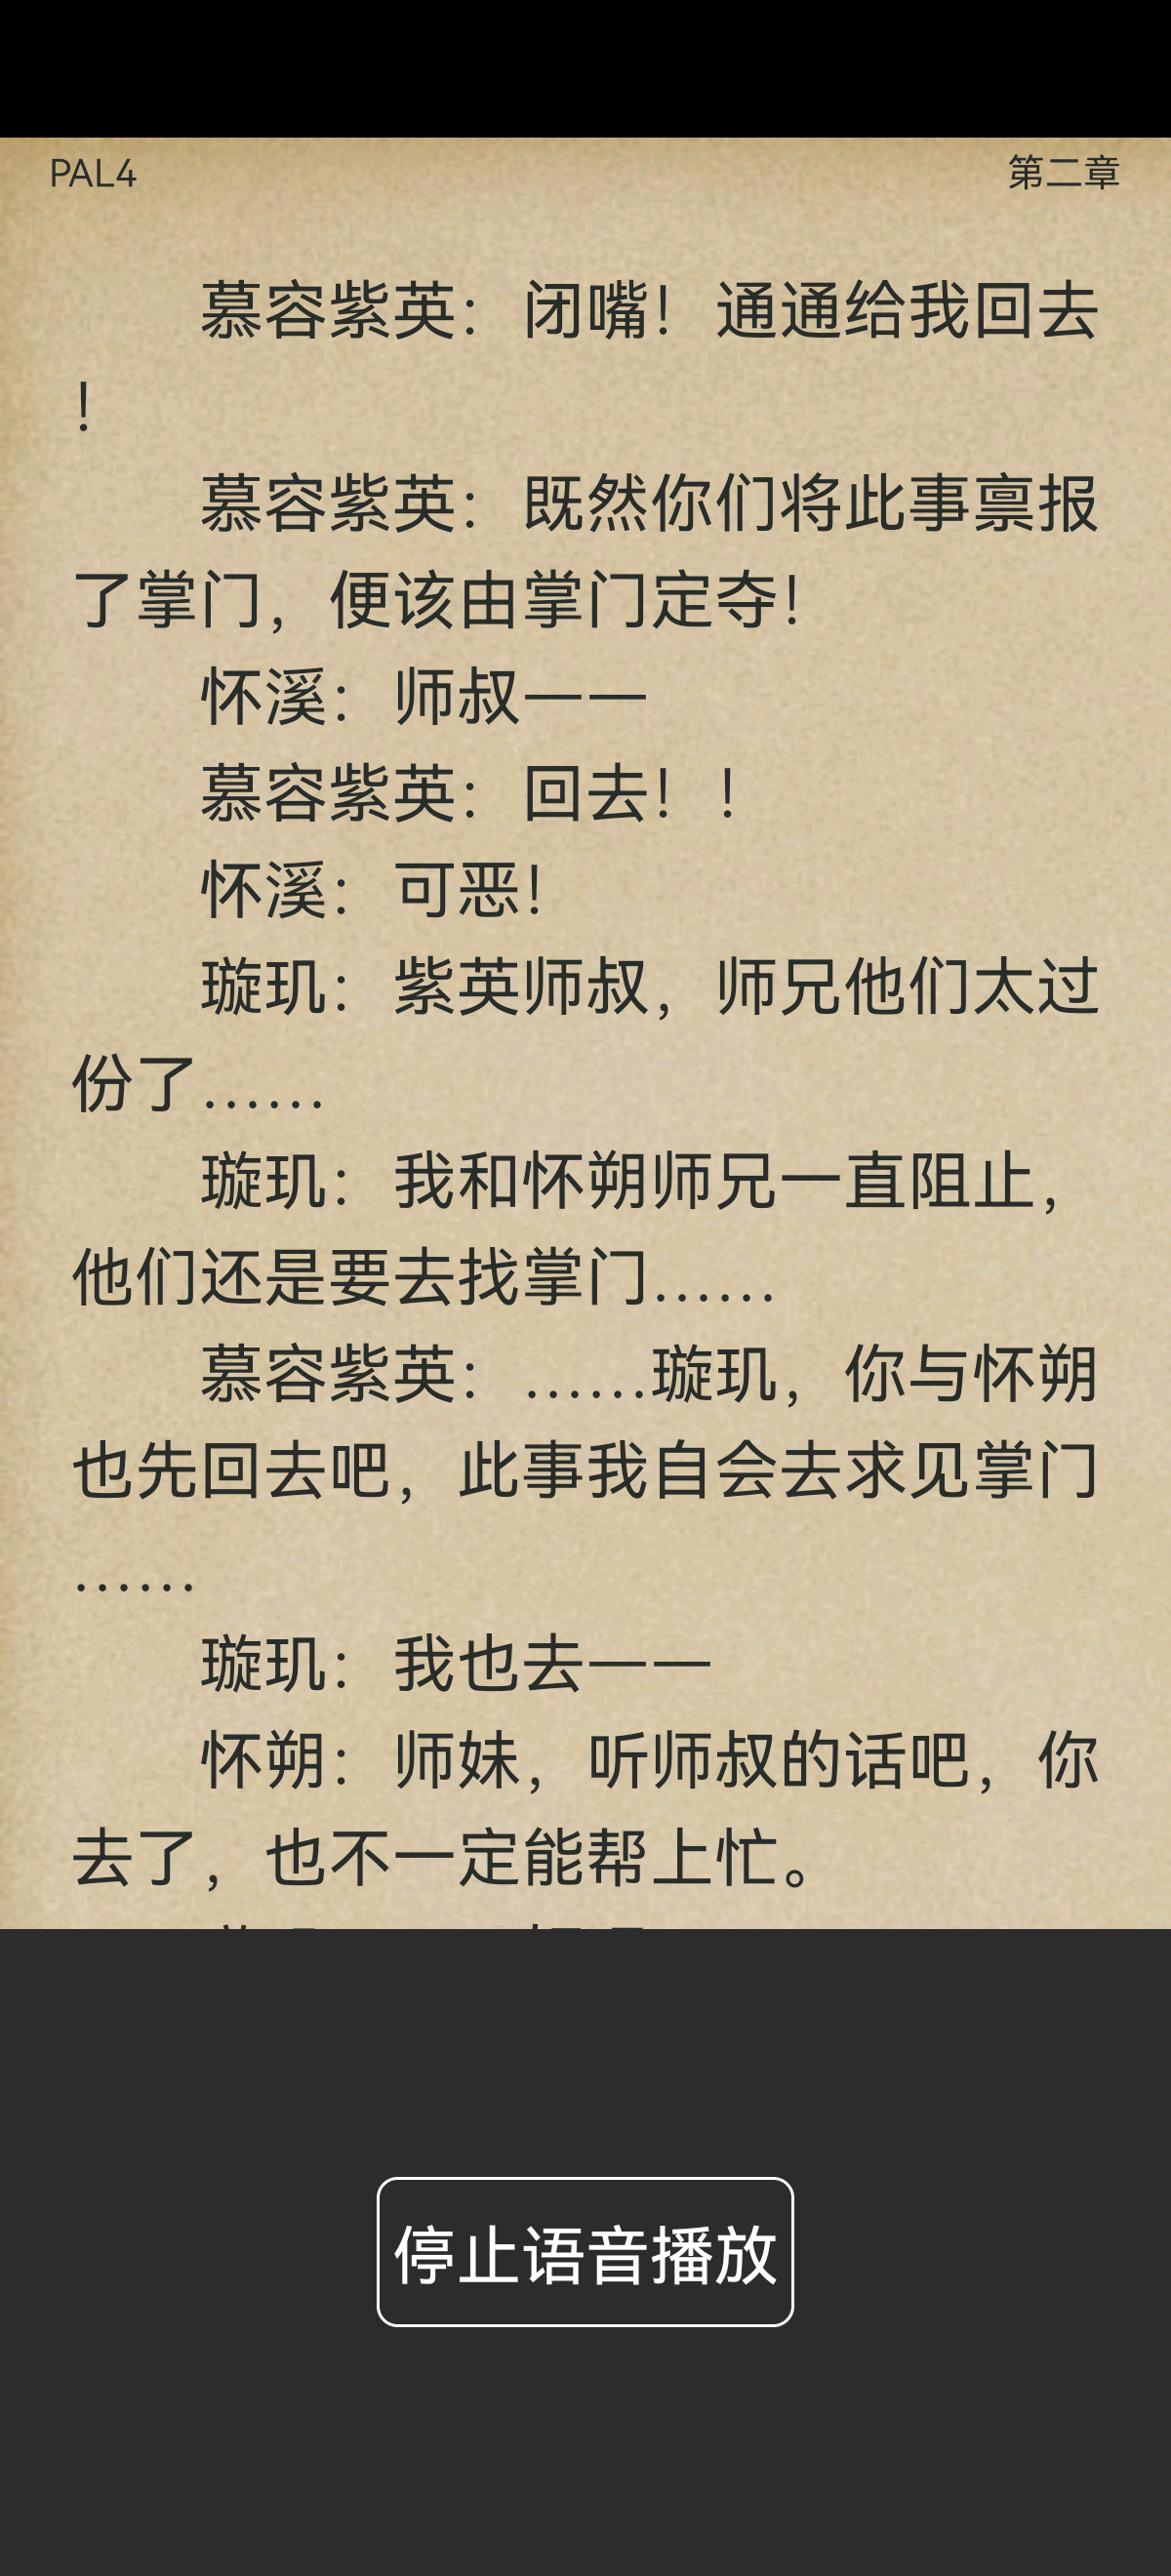 PAL4
第二章
慕容紫英：闭嘴！通通给我回去
！
慕容紫英：既然你们将此事禀报
了掌门，便该由掌门定夺！
怀溪：师叔——
慕容紫英：回去！！
怀溪：可恶！
璇玑：紫英师叔，师兄他们太过
份了……
璇玑：我和怀朔师兄一直阻止，
他们还是要去找掌门……
慕容紫英：……璇玑，你与怀朔
也先回去吧，此事我自会去求见掌门
……
璇玑：我也去——
怀朔：师妹，听师叔的话吧，你
去了，也不一定能帮上忙。
停止语音播放